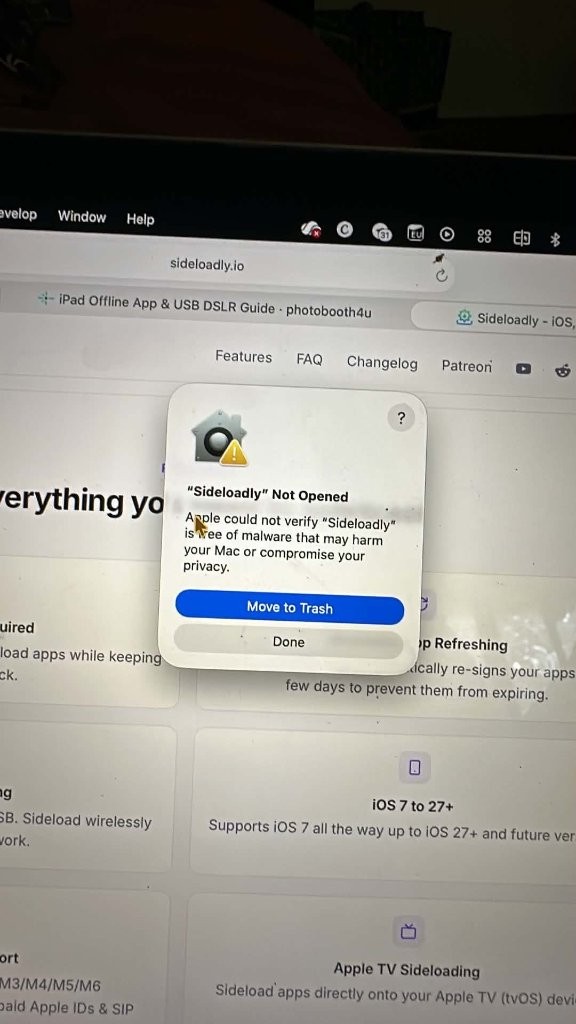 evelop Window Help
31
EU
sideloadly.io
iPad Offline App & USB DSLR Guide - photobooth4u
Sideloadly - iOS,
Features FAQ Changelog Patreon
?
verything yo
"Sideloadly" Not Opened
Apple could not verify "Sideloadly"
is free of malware that may harm
your Mac or compromise your
privacy.
Move to Trash
Done
uired
load apps while keeping
ck.
pp Refreshing
ically re-signs your apps
few days to prevent them from expiring.
ng
SB. Sideload wirelessly
work.
iOS 7 to 27+
Supports iOS 7 all the way up to iOS 27+ and future ver
ort
M3/M4/M5/M6
paid Apple IDs & SIP
Apple TV Sideloading
Sideload apps directly onto your Apple TV (tvOS) devi